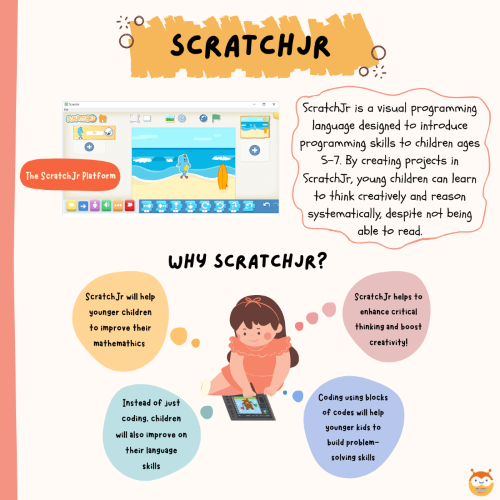 SCRATCHJR
ScratchJr is a visual programming
language designed to introduce
programming skills to children ages
5-7. By creating projects in
ScratchJr, young children can learn
to think creatively and reason
systematically, despite not being
able to read.
The ScratchJr Platform
WHY SCRATCHJR?
ScratchJr will help
younger children
to improve their
mathemathics
ScratchJr helps to
enhance critical
thinking and boost
creativity!
Instead of just
coding, children
will also improve on
their language
skills
Coding using blocks
of codes will help
younger kids to
build problem-
solving skills